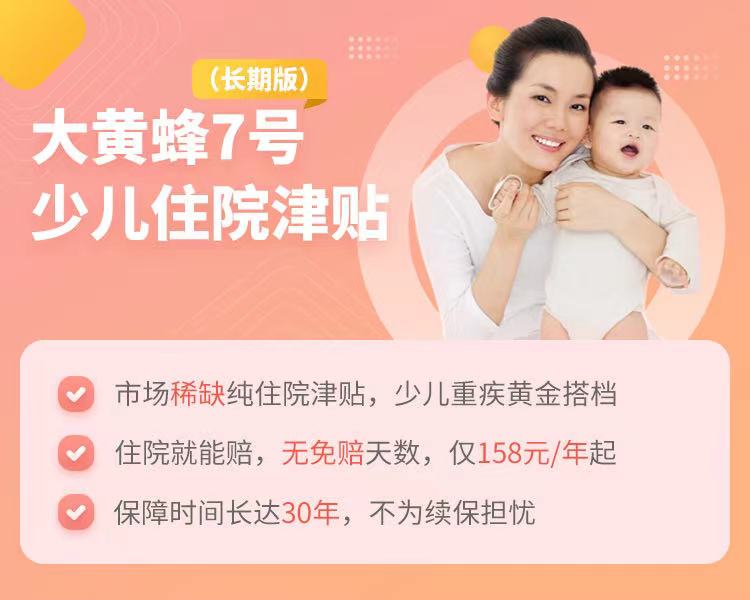 （长期版）
大黄蜂7号
少儿住院津贴
市场稀缺纯住院津贴，少儿重疾黄金搭档
住院就能赔，无免赔天数，仅158元/年起
保障时间长达30年，不为续保担忧